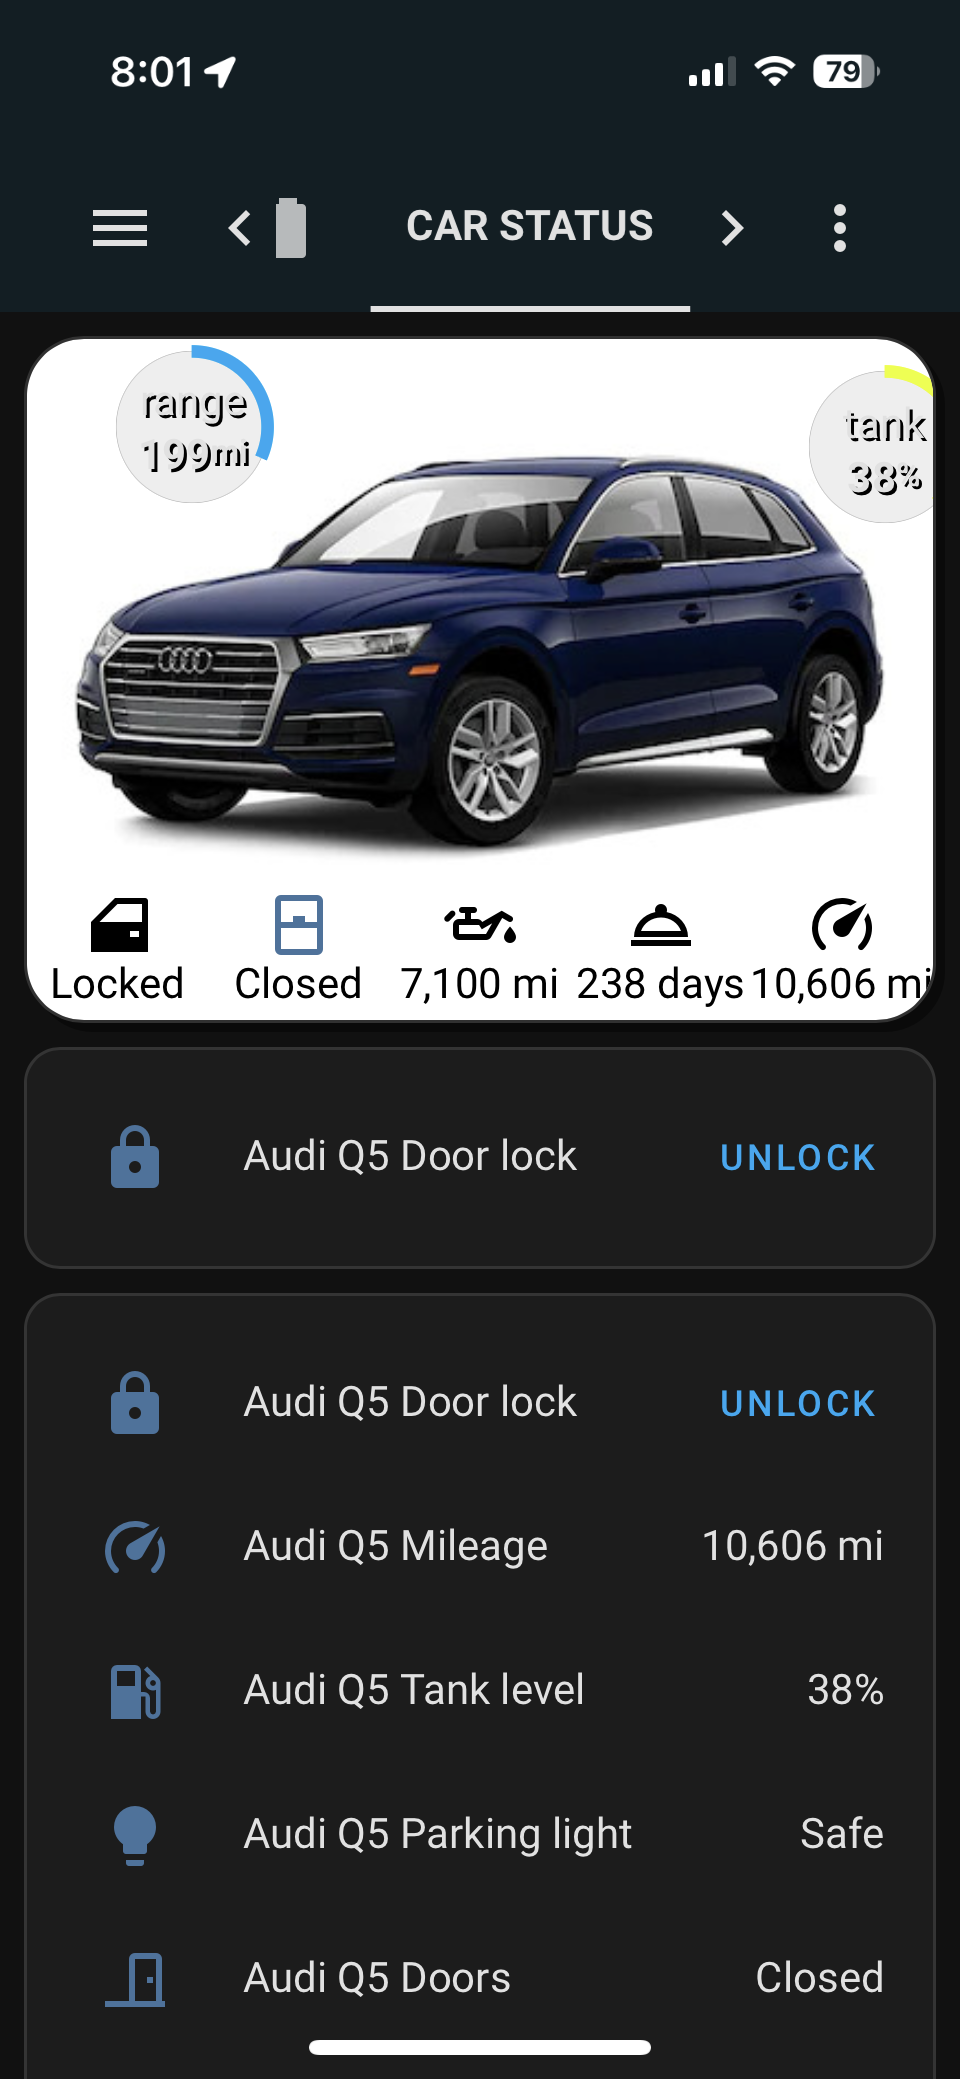 8:01
79
CAR STATUS
range
199mi
tank
38%
Locked
Closed
7,100 mi
238 days
10,606 mi
Audi Q5 Door lock
UNLOCK
Audi Q5 Door lock
UNLOCK
Audi Q5 Mileage
10,606 mi
Audi Q5 Tank level
38%
Audi Q5 Parking light
Safe
Audi Q5 Doors
Closed